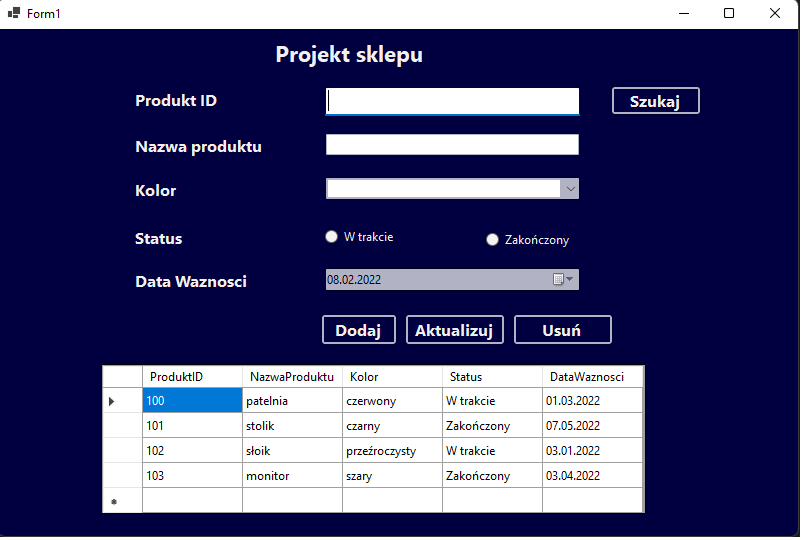 Form1
Projekt sklepu
Produkt ID Szukaj
Nazwa produktu
Kolor
Status W trakcie Zakończony
Data Waznosci 08.02.2022
Dodaj Aktualizuj Usuń
ProduktID NazwaProduktu Kolor Status DataWaznosci
100 patelnia czerwony W trakcie 01.03.2022
101 stolik czarny Zakończony 07.05.2022
102 słoik przeźroczysty W trakcie 03.01.2022
103 monitor szary Zakończony 03.04.2022